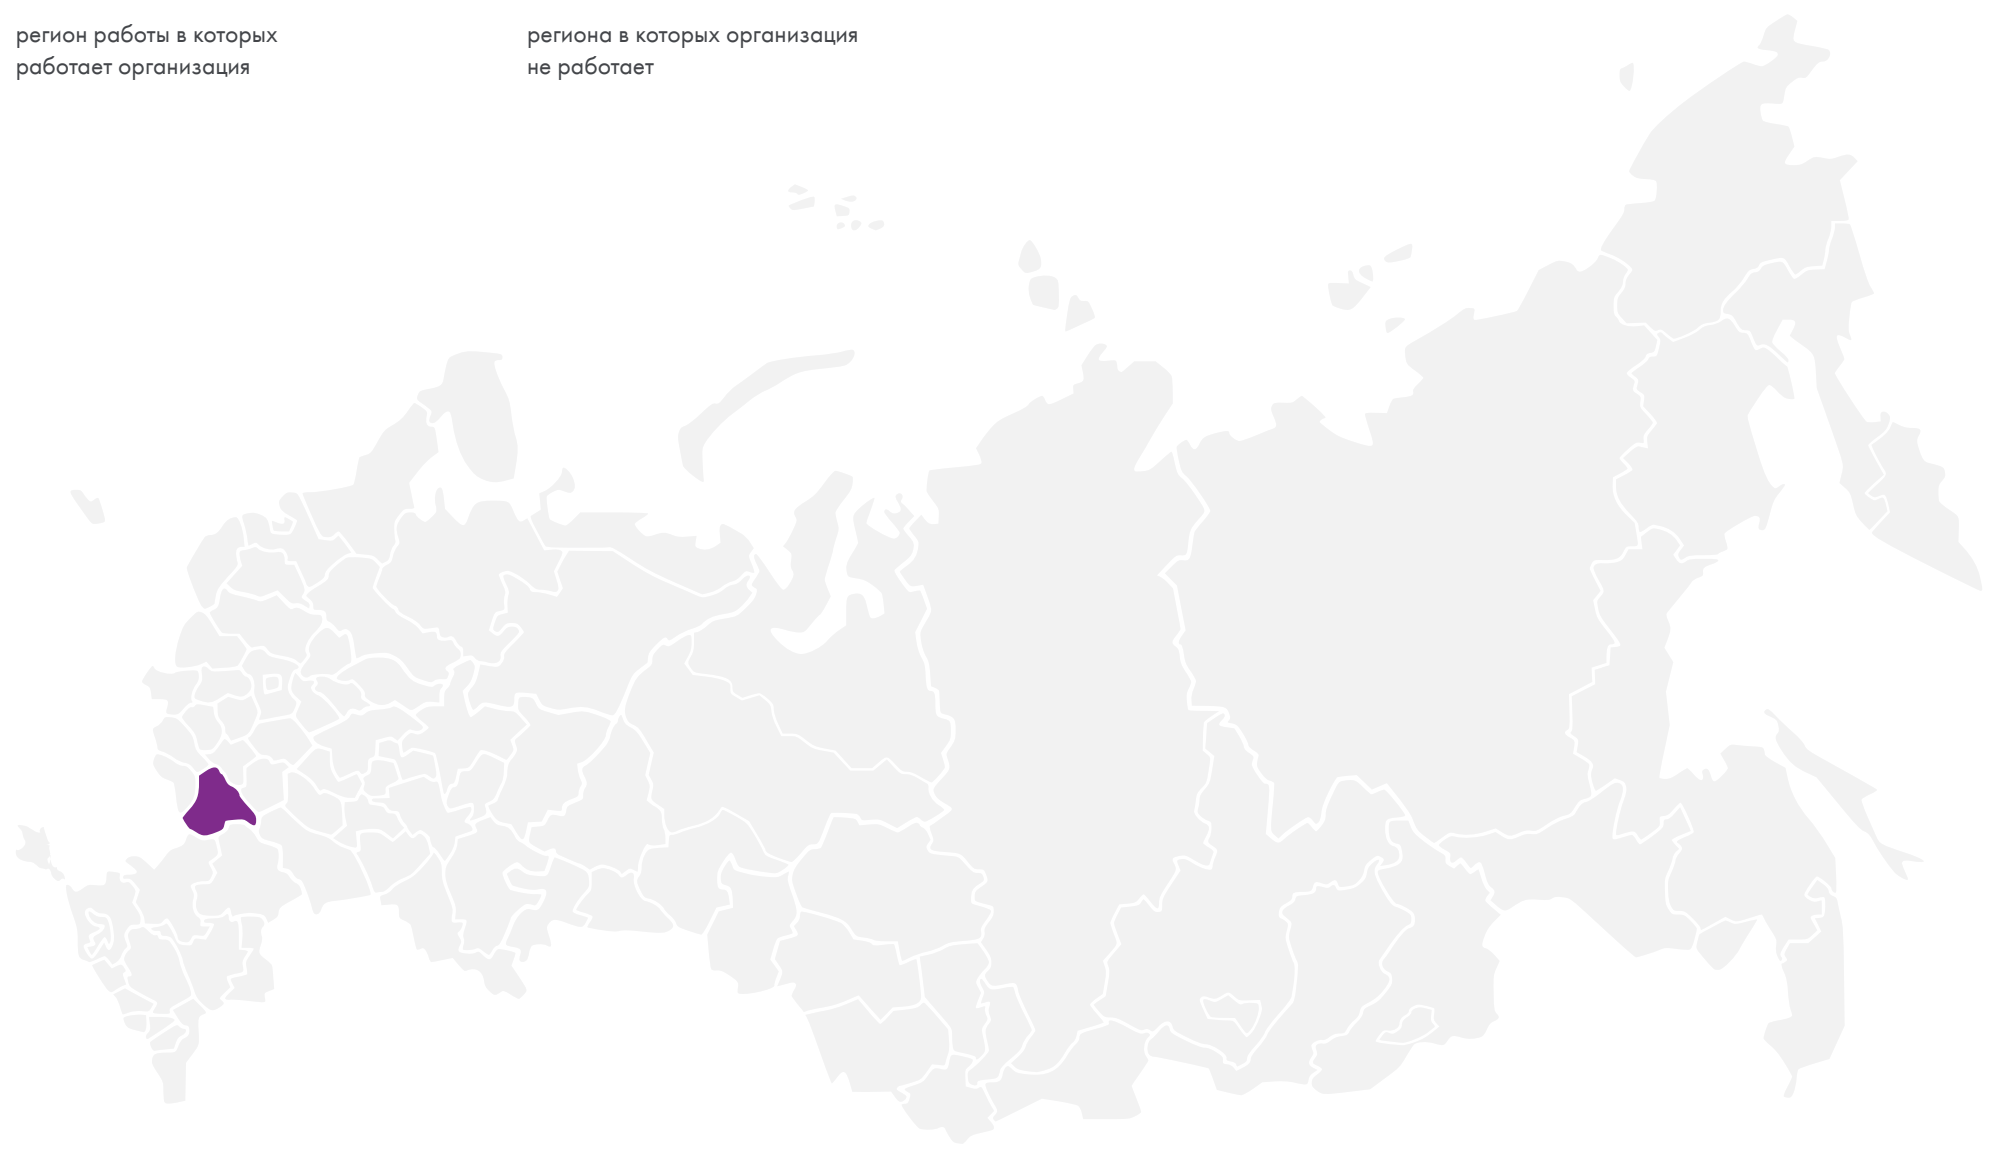 регион работы в которых
работает организация
региона в которых организация
не работает